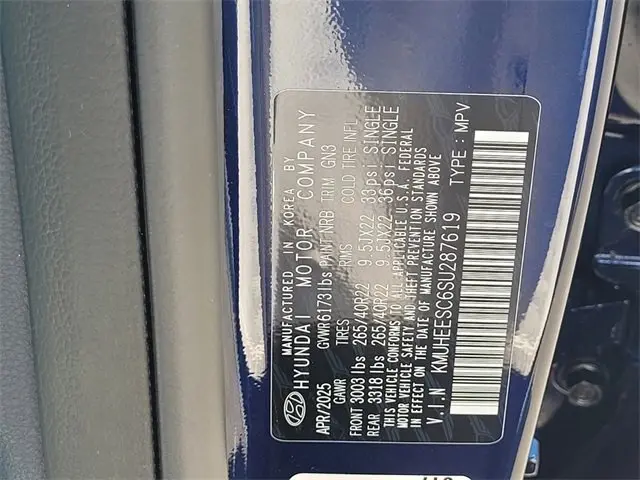 MANUFACTURED IN KOREA BY
HYUNDAI MOTOR COMPANY
APR/2025 GVWR 6173 lbs PAINT NRB TRIM GN3
GAWR TIRES RIMS COLD TIRE INFL
FRONT 3003 lbs 265/40R22 9.5JX22 33psi SINGLE
REAR 3318 lbs 265/40R22 9.5JX22 36psi SINGLE
THIS VEHICLE CONFORMS TO ALL APPLICABLE U.S.A. FEDERAL
MOTOR VEHICLE SAFETY AND THEFT PREVENTION STANDARDS
IN EFFECT ON THE DATE OF MANUFACTURE SHOWN ABOVE
V.I.N KMUHEESC6SU287619 TYPE : MPV